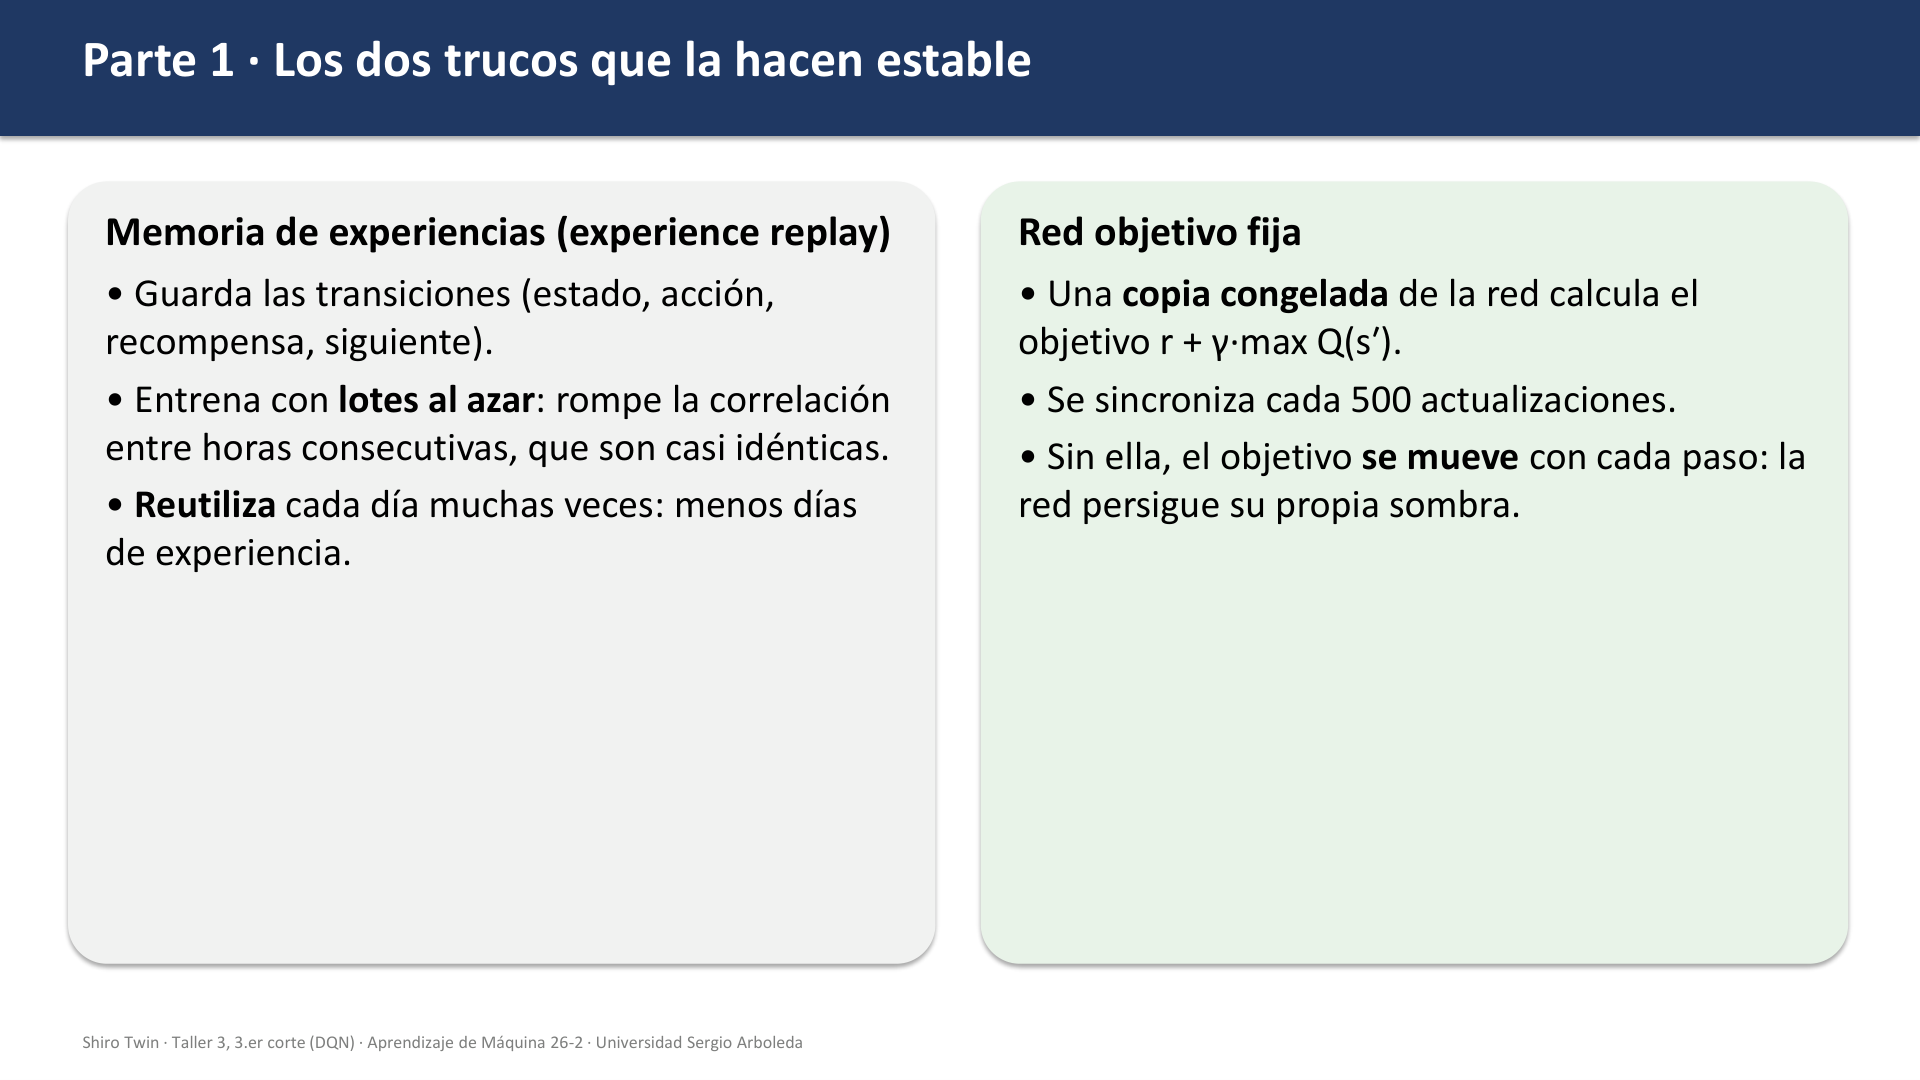 Parte 1 · Los dos trucos que la hacen estable
Memoria de experiencias (experience replay)
• Guarda las transiciones (estado, acción,
recompensa, siguiente).
• Entrena con lotes al azar: rompe la correlación
entre horas consecutivas, que son casi idénticas.
• Reutiliza cada día muchas veces: menos días
de experiencia.
Red objetivo fija
• Una copia congelada de la red calcula el
objetivo r + γ·max Q(s′).
• Se sincroniza cada 500 actualizaciones.
• Sin ella, el objetivo se mueve con cada paso: la
red persigue su propia sombra.
Shiro Twin · Taller 3, 3.er corte (DQN) · Aprendizaje de Máquina 26-2 · Universidad Sergio Arboleda